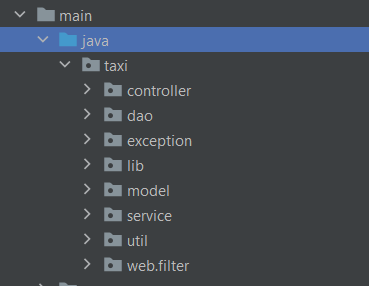 main
java
taxi
controller
dao
exception
lib
model
service
util
web.filter